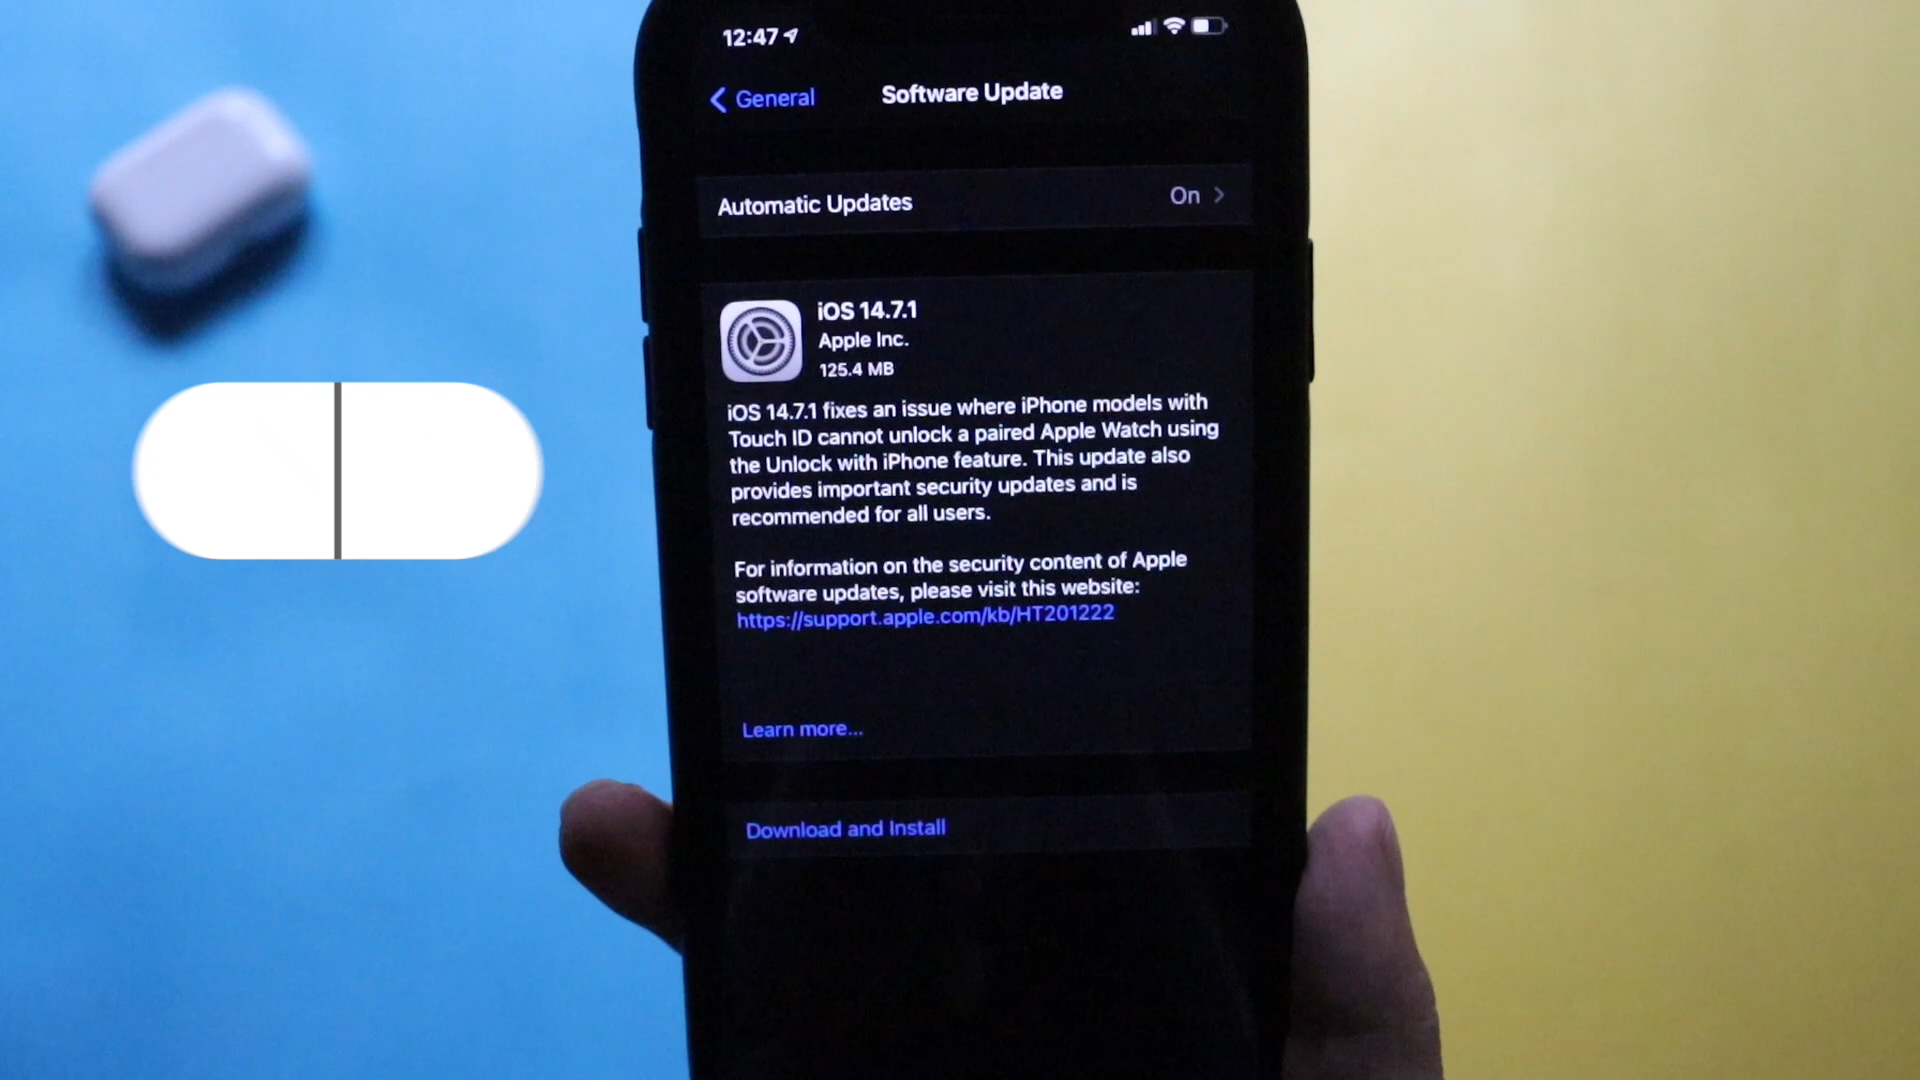 12:47
General
Software Update
Automatic Updates
On
iOS 14.7.1
Apple Inc.
125.4 MB
iOS 14.7.1 fixes an issue where iPhone models with
Touch ID cannot unlock a paired Apple Watch using
the Unlock with iPhone feature. This update also
provides important security updates and is
recommended for all users.
For information on the security content of Apple
software updates, please visit this website:
https://support.apple.com/kb/HT201222
Learn more...
Download and Install